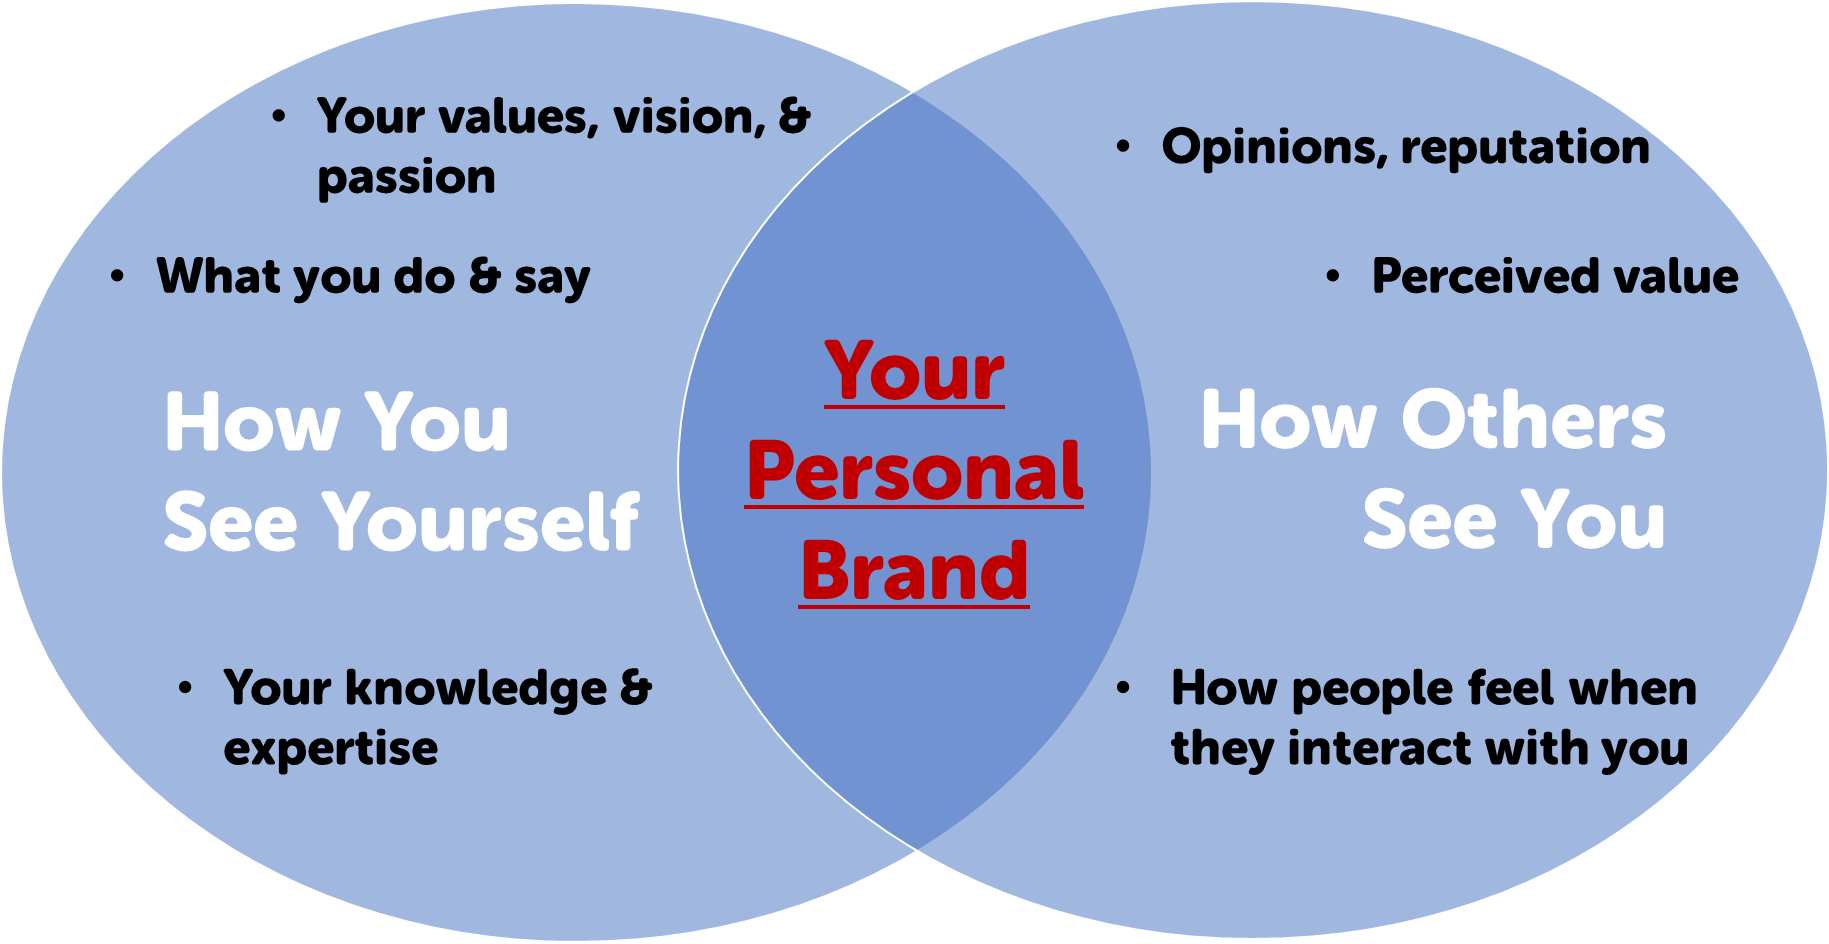 • Your values, vision, &
passion
• What you do & say
How You
See Yourself
• Your knowledge &
expertise
Your
Personal
Brand
• Opinions, reputation
• Perceived value
How Others
See You
• How people feel when
they interact with you